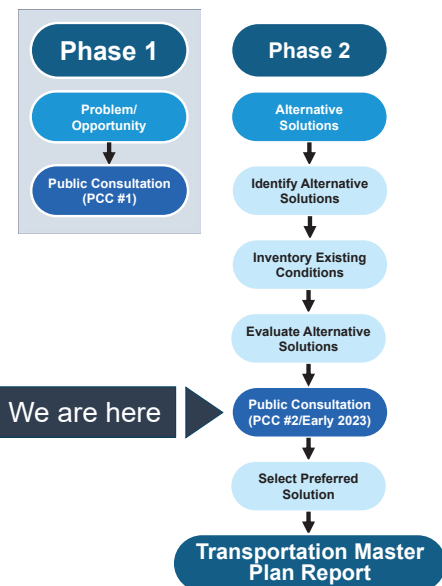 Phase 1
Problem/
Opportunity
Public Consultation
(PCC #1)
Phase 2
Alternative
Solutions
Identify Alternative
Solutions
Inventory Existing
Conditions
Evaluate Alternative
Solutions
We are here
Public Consultation
(PCC #2/Early 2023)
Select Preferred
Solution
Transportation Master
Plan Report